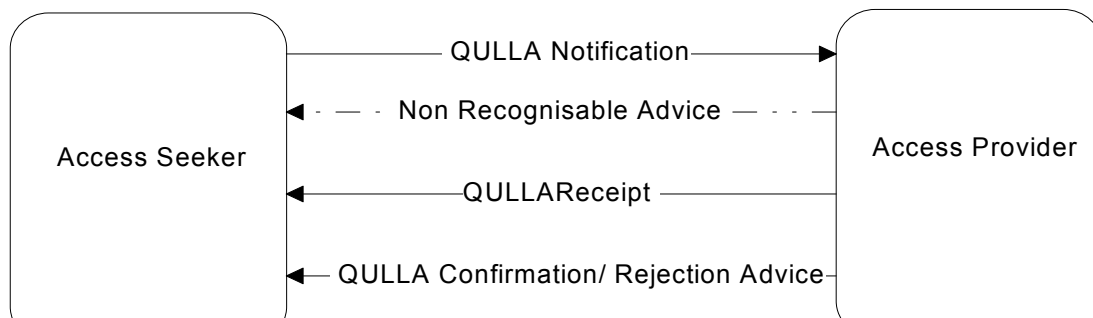 QULLA Notification
Non Recognisable Advice
Access Seeker
Access Provider
QULLAReceipt
QULLA Confirmation/ Rejection Advice